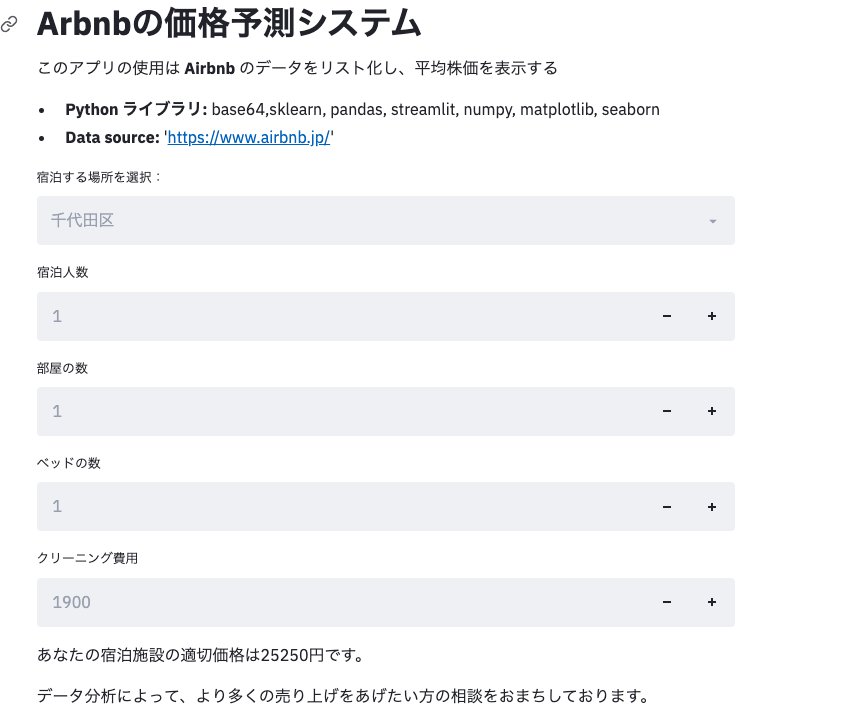 Arbnbの価格予測システム
このアプリの使用は Airbnb のデータをリスト化し、平均株価を表示する
• Python ライブラリ: base64,sklearn, pandas, streamlit, numpy, matplotlib, seaborn
• Data source: 'https://www.airbnb.jp/'
宿泊する場所を選択：
千代田区
宿泊人数
1
部屋の数
1
ベッドの数
1
クリーニング費用
1900
あなたの宿泊施設の適切価格は25250円です。
データ分析によって、より多くの売り上げをあげたい方の相談をおまちしております。